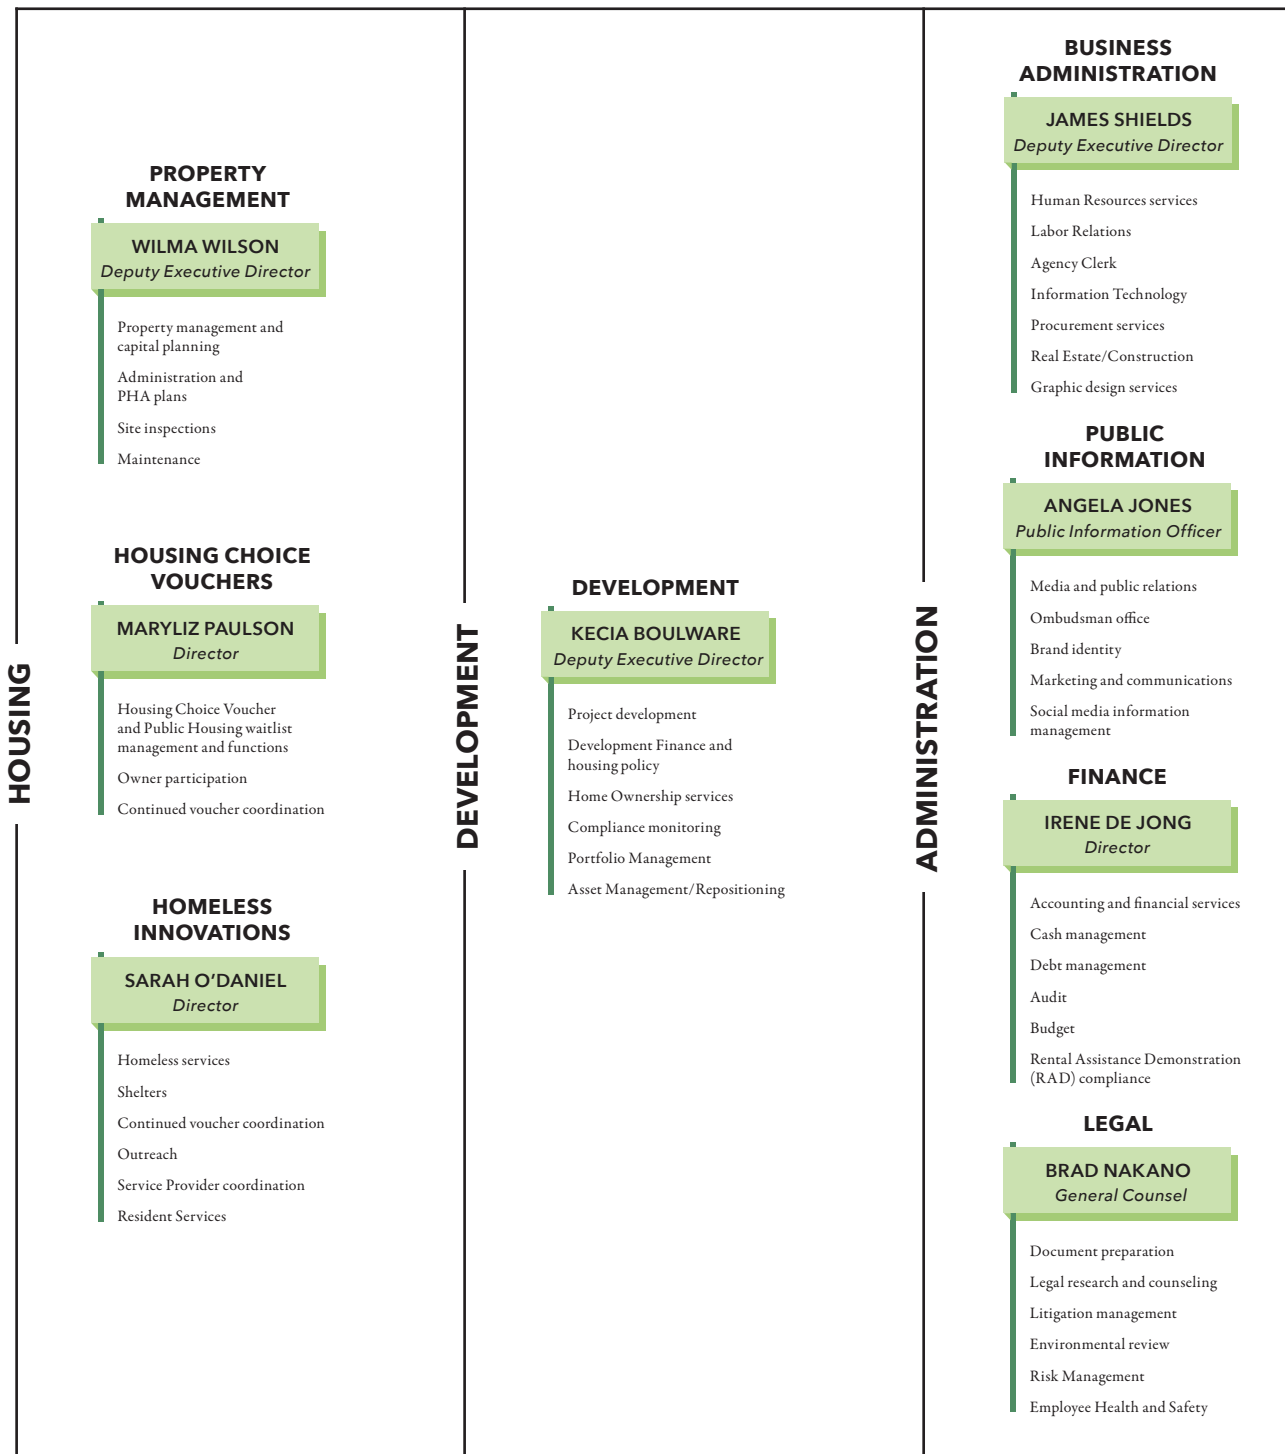 HOUSING
PROPERTY
MANAGEMENT
WILMA WILSON
Deputy Executive Director
Property management and
capital planning
Administration and
PHA plans
Site inspections
Maintenance
HOUSING CHOICE
VOUCHERS
MARYLIZ PAULSON
Director
Housing Choice Voucher
and Public Housing waitlist
management and functions
Owner participation
Continued voucher coordination
HOMELESS
INNOVATIONS
SARAH O’DANIEL
Director
Homeless services
Shelters
Continued voucher coordination
Outreach
Service Provider coordination
Resident Services
DEVELOPMENT
DEVELOPMENT
KECIA BOULWARE
Deputy Executive Director
Project development
Development Finance and
housing policy
Home Ownership services
Compliance monitoring
Portfolio Management
Asset Management/Repositioning
ADMINISTRATION
BUSINESS
ADMINISTRATION
JAMES SHIELDS
Deputy Executive Director
Human Resources services
Labor Relations
Agency Clerk
Information Technology
Procurement services
Real Estate/Construction
Graphic design services
PUBLIC
INFORMATION
ANGELA JONES
Public Information Officer
Media and public relations
Ombudsman office
Brand identity
Marketing and communications
Social media information
management
FINANCE
IRENE DE JONG
Director
Accounting and financial services
Cash management
Debt management
Audit
Budget
Rental Assistance Demonstration
(RAD) compliance
LEGAL
BRAD NAKANO
General Counsel
Document preparation
Legal research and counseling
Litigation management
Environmental review
Risk Management
Employee Health and Safety